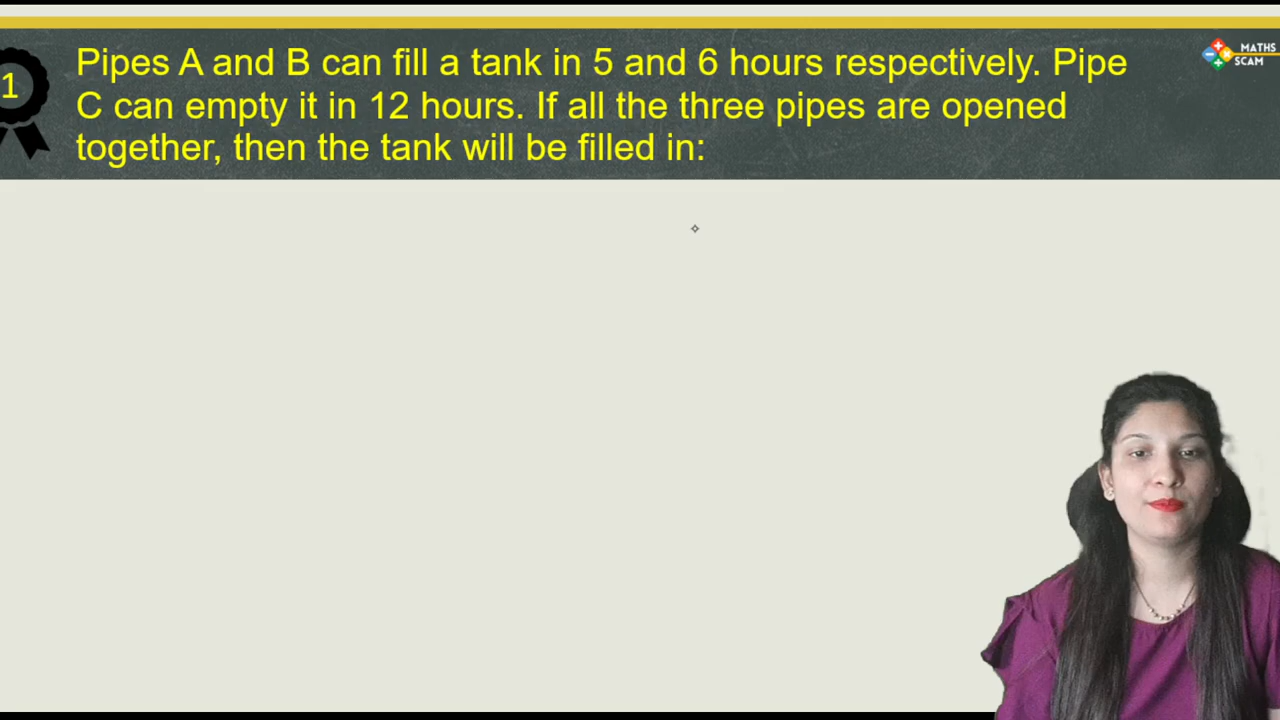 1
Pipes A and B can fill a tank in 5 and 6 hours respectively. Pipe
C can empty it in 12 hours. If all the three pipes are opened
together, then the tank will be filled in:
MATHS
SCAM